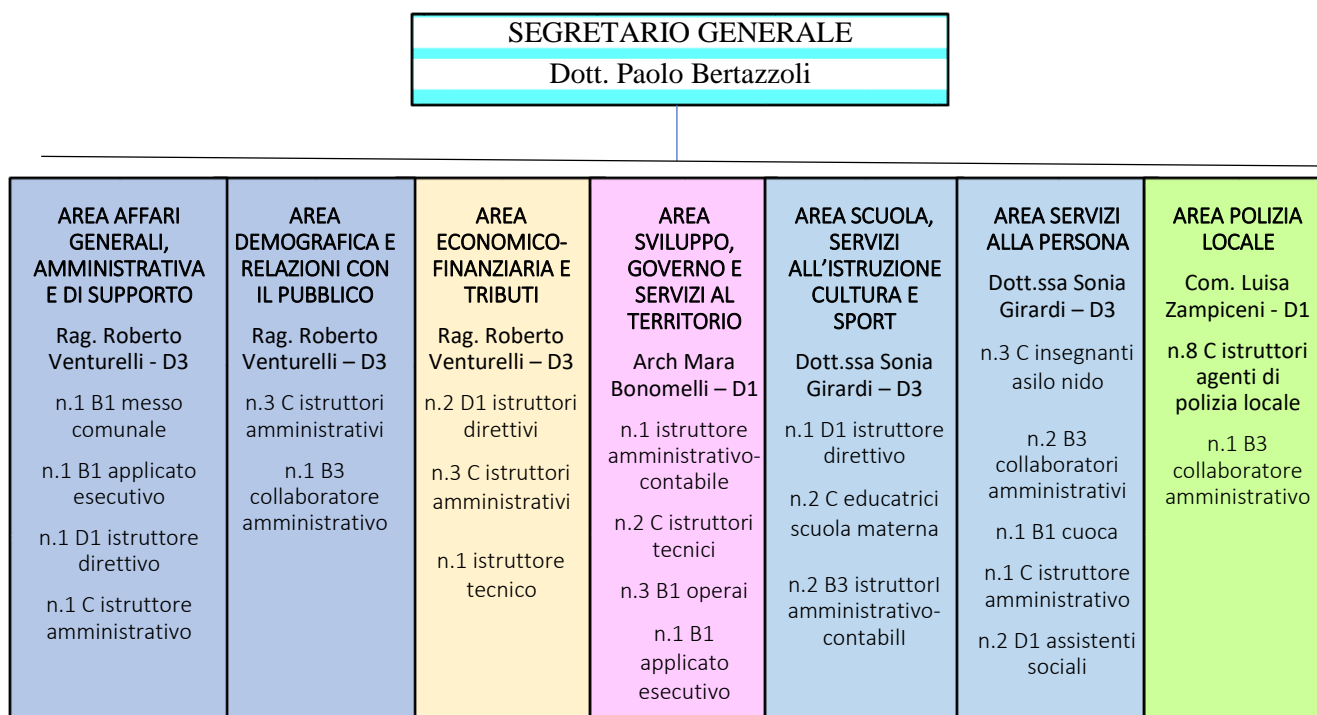 SEGRETARIO GENERALE
Dott. Paolo Bertazzoli
AREA AFFARI
GENERALI,
AMMINISTRATIVA
E DI SUPPORTO
Rag. Roberto
Venturelli - D3
n.1 B1 messo
comunale
n.1 B1 applicato
esecutivo
n.1 D1 istruttore
direttivo
n.1 C istruttore
amministrativo
AREA
DEMOGRAFICA E
RELAZIONI CON
IL PUBBLICO
Rag. Roberto
Venturelli – D3
n.3 C istruttori
amministrativi
n.1 B3
collaboratore
amministrativo
AREA
ECONOMICO-
FINANZIARIA E
TRIBUTI
Rag. Roberto
Venturelli – D3
n.2 D1 istruttori
direttivi
n.3 C istruttori
amministrativi
n.1 istruttore
tecnico
AREA
SVILUPPO,
GOVERNO E
SERVIZI AL
TERRITORIO
Arch Mara
Bonomelli – D1
n.1 istruttore
amministrativo-
contabile
n.2 C istruttori
tecnici
n.3 B1 operai
n.1 B1
applicato
esecutivo
AREA SCUOLA,
SERVIZI
ALL’ISTRUZIONE
CULTURA E
SPORT
Dott.ssa Sonia
Girardi – D3
n.1 D1 istruttore
direttivo
n.2 C educatrici
scuola materna
n.2 B3 istruttorI
amministrativo-
contabilI
AREA SERVIZI
ALLA PERSONA
Dott.ssa Sonia
Girardi – D3
n.3 C insegnanti
asilo nido
n.2 B3
collaboratori
amministrativi
n.1 B1 cuoca
n.1 C istruttore
amministrativo
n.2 D1 assistenti
sociali
AREA POLIZIA
LOCALE
Com. Luisa
Zampiceni - D1
n.8 C istruttori
agenti di
polizia locale
n.1 B3
collaboratore
amministrativo